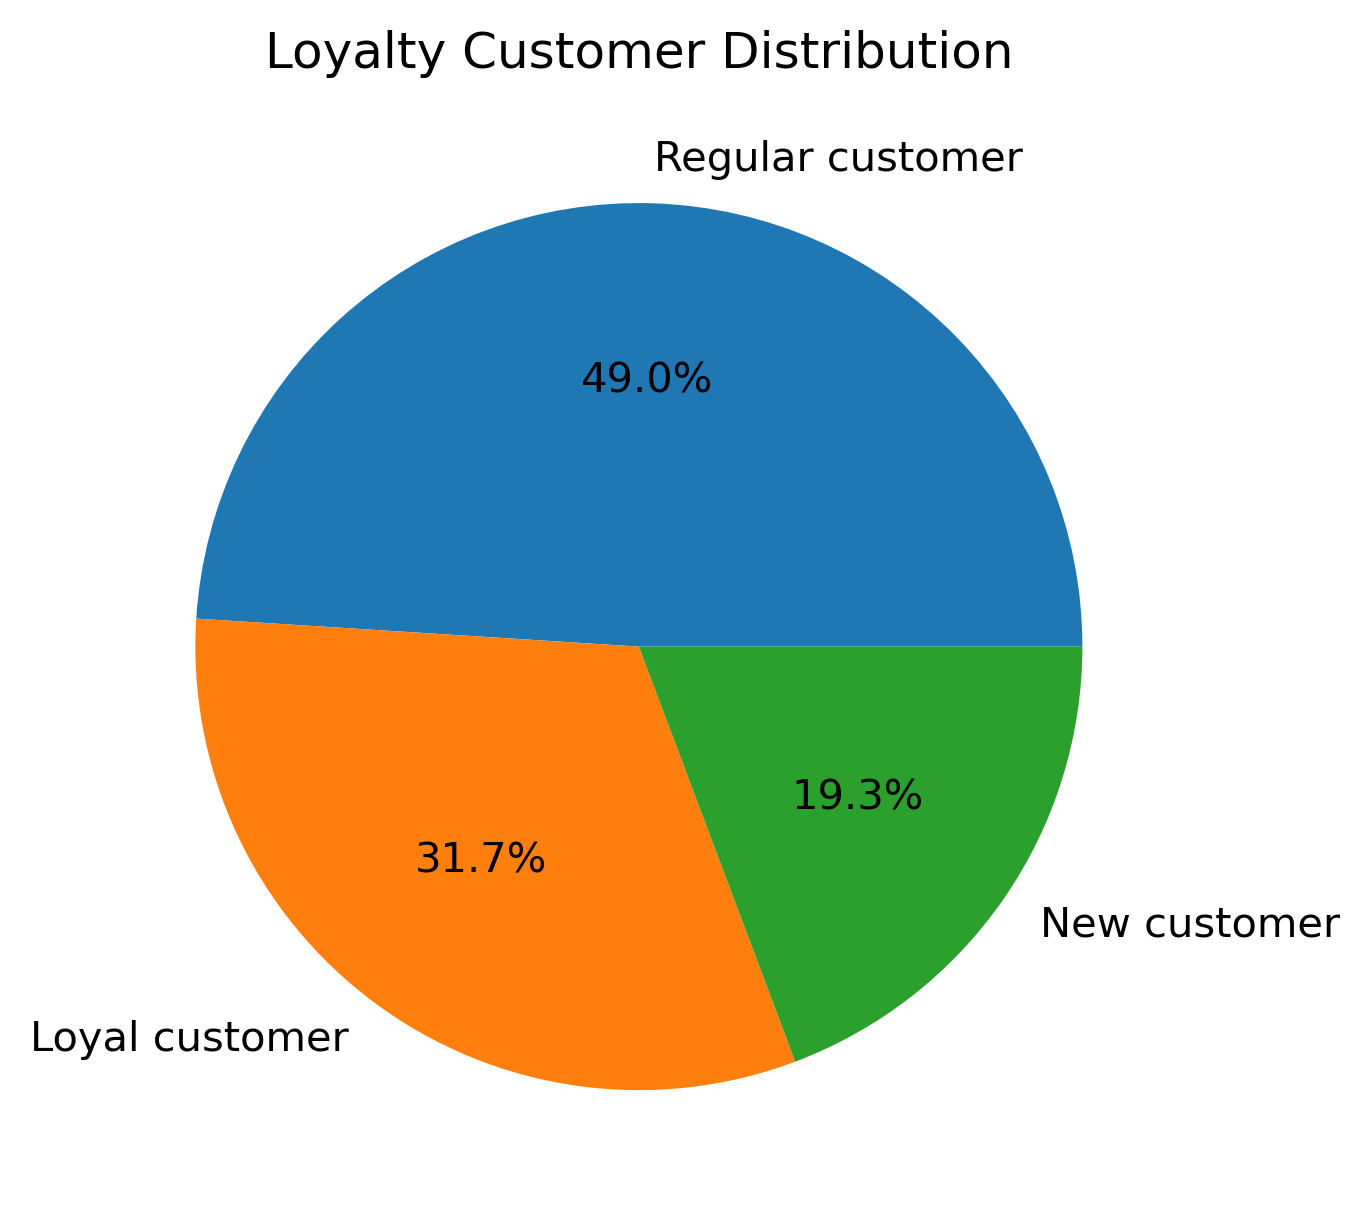 Loyalty Customer Distribution
Regular customer
49.0%
19.3%
31.7%
New customer
Loyal customer